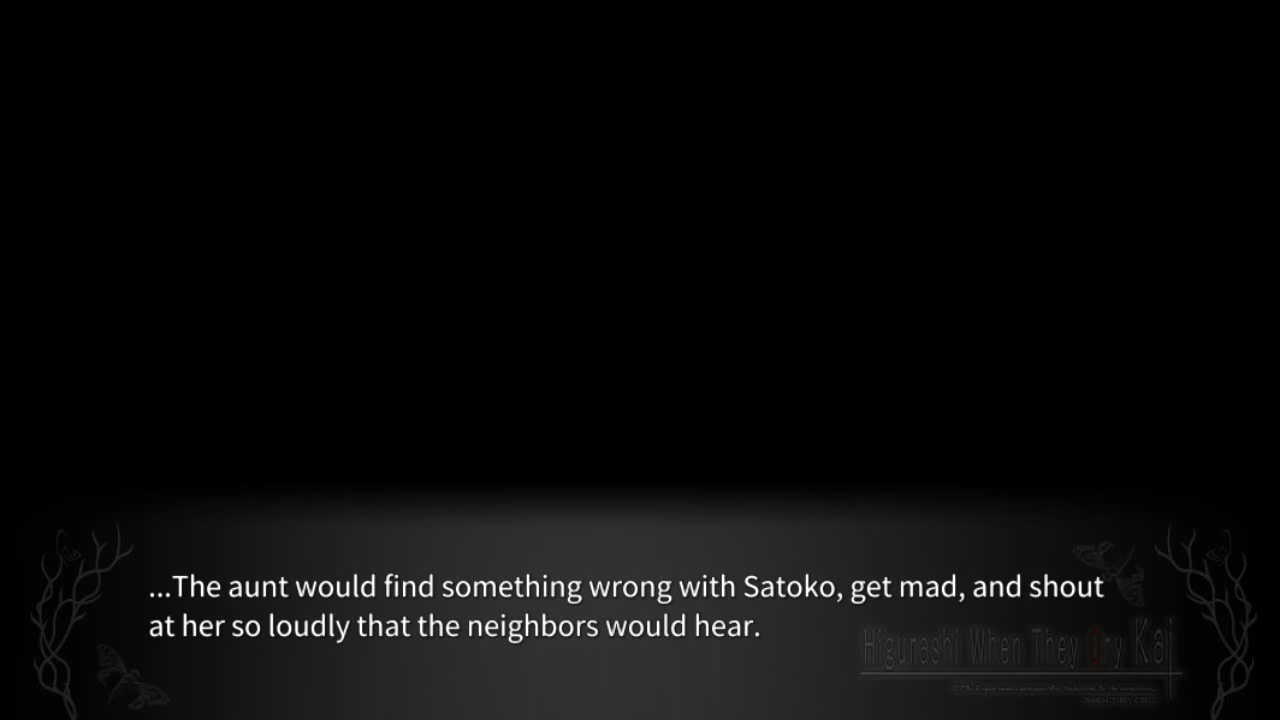 ...The aunt would find something wrong with Satoko, get mad, and shout
at her so loudly that the neighbors would hear.
Higurashi When They Cry Kai